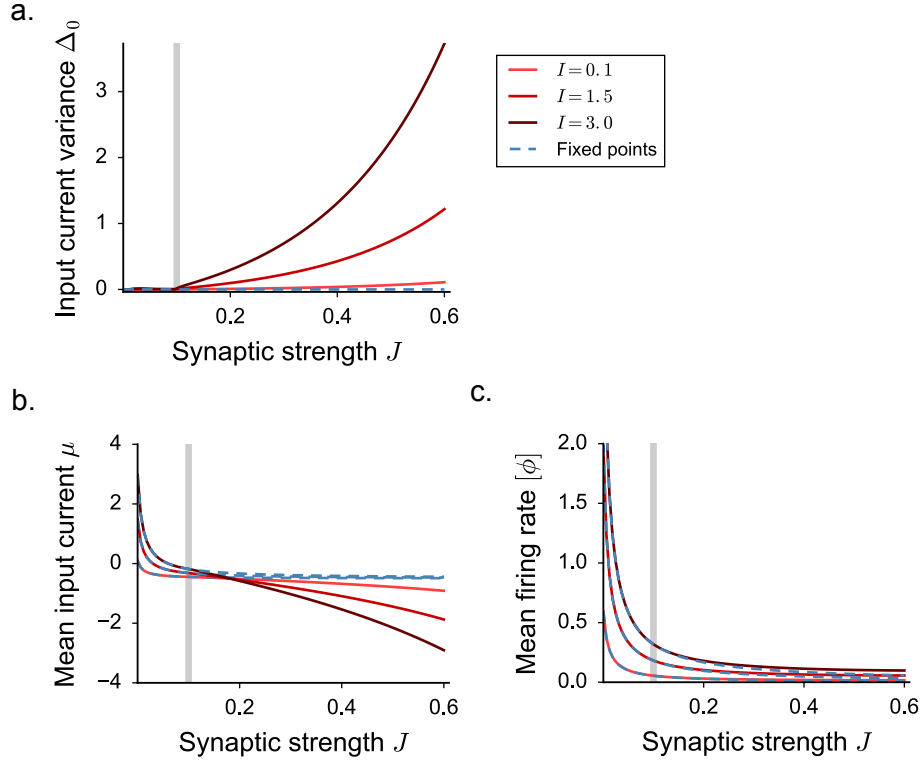 a.
Input current variance Δ₀
3
2
1
0
0.2 0.4 0.6
Synaptic strength J
I = 0.1
I = 1.5
I = 3.0
Fixed points
b.
Mean input current μ
4
2
0
−2
−4
0.2 0.4 0.6
Synaptic strength J
c.
Mean firing rate [ϕ]
2.0
1.5
1.0
0.5
0.0
0.2 0.4 0.6
Synaptic strength J